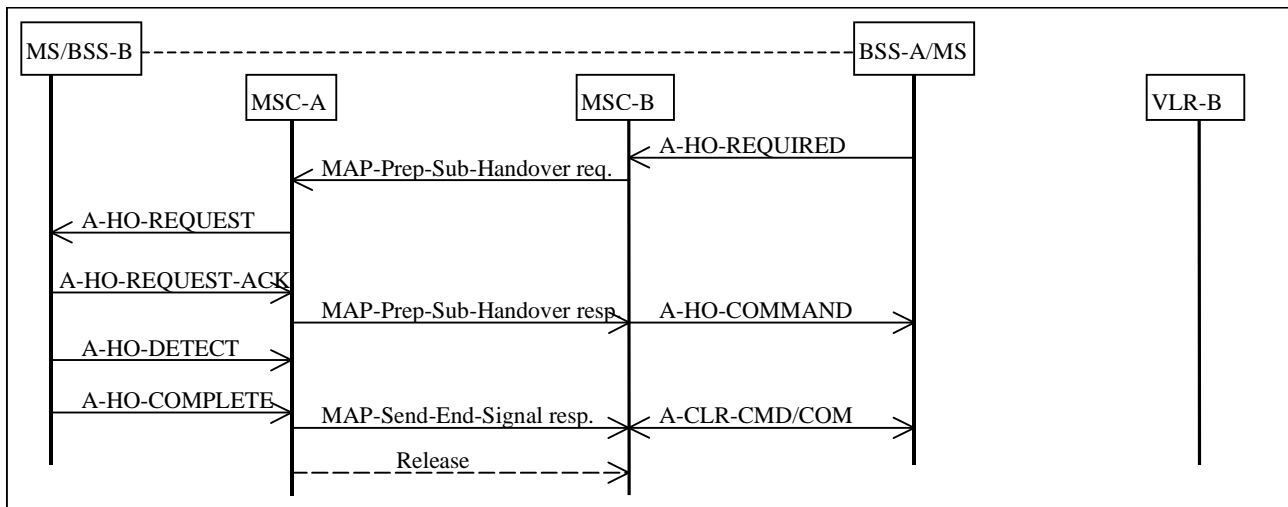 MS/BSS-B
BSS-A/MS
MSC-A
MSC-B
VLR-B
A-HO-REQUIRED
MAP-Prep-Sub-Handover req.
A-HO-REQUEST
A-HO-REQUEST-ACK
MAP-Prep-Sub-Handover resp.
A-HO-COMMAND
A-HO-DETECT
A-HO-COMPLETE
MAP-Send-End-Signal resp.
A-CLR-CMD/COM
Release